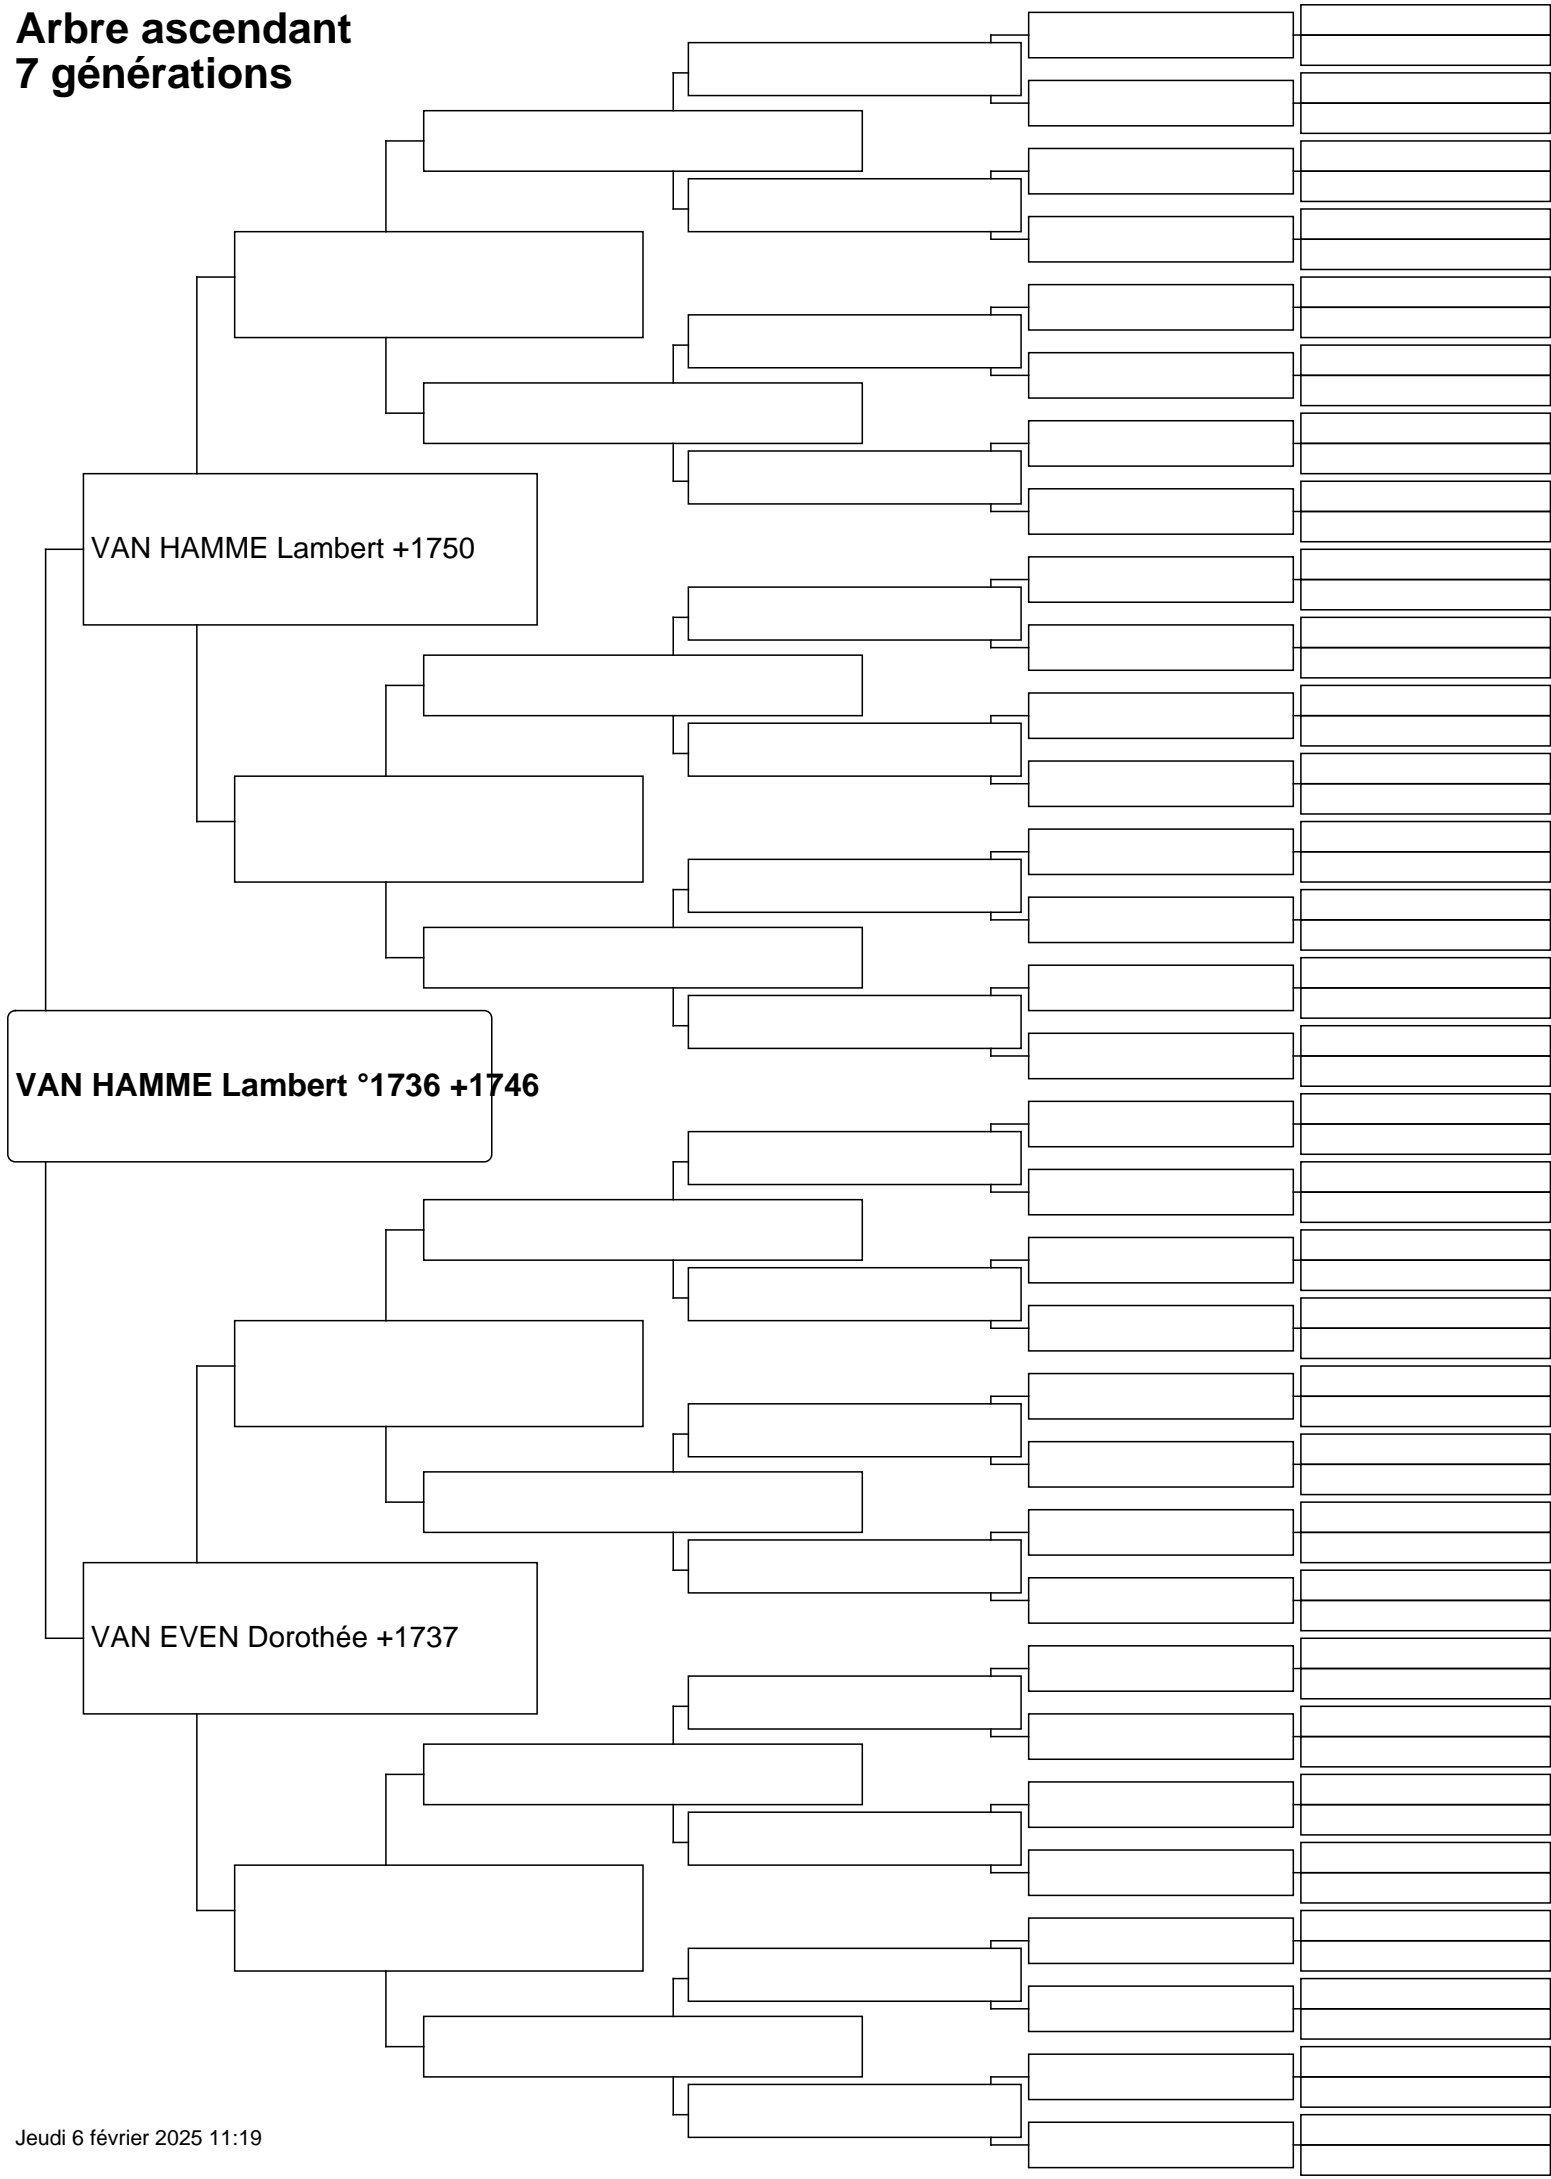 Arbre ascendant
7 générations
VAN HAMME Lambert +1750
VAN HAMME Lambert °1736 +1746
VAN EVEN Dorothée +1737
Jeudi 6 février 2025 11:19